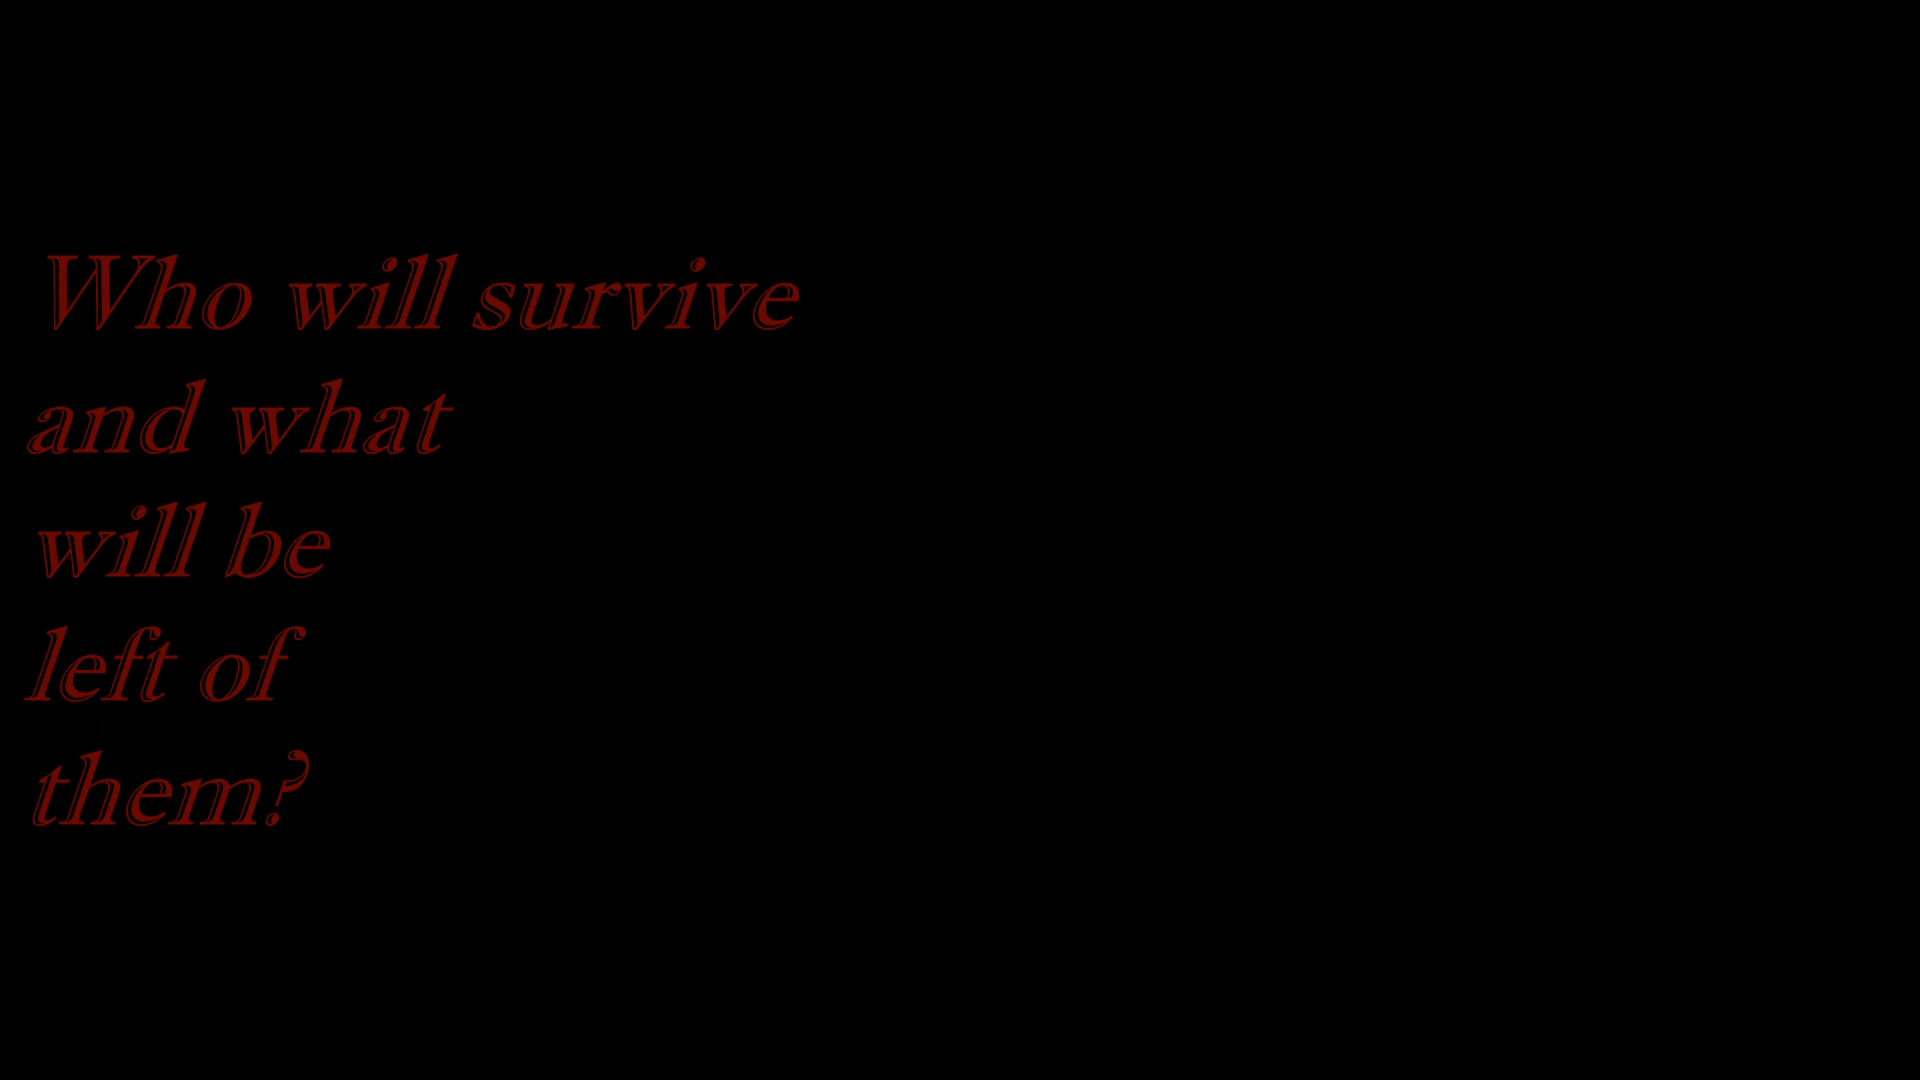 Who will survive
and what
will be
left of
them?